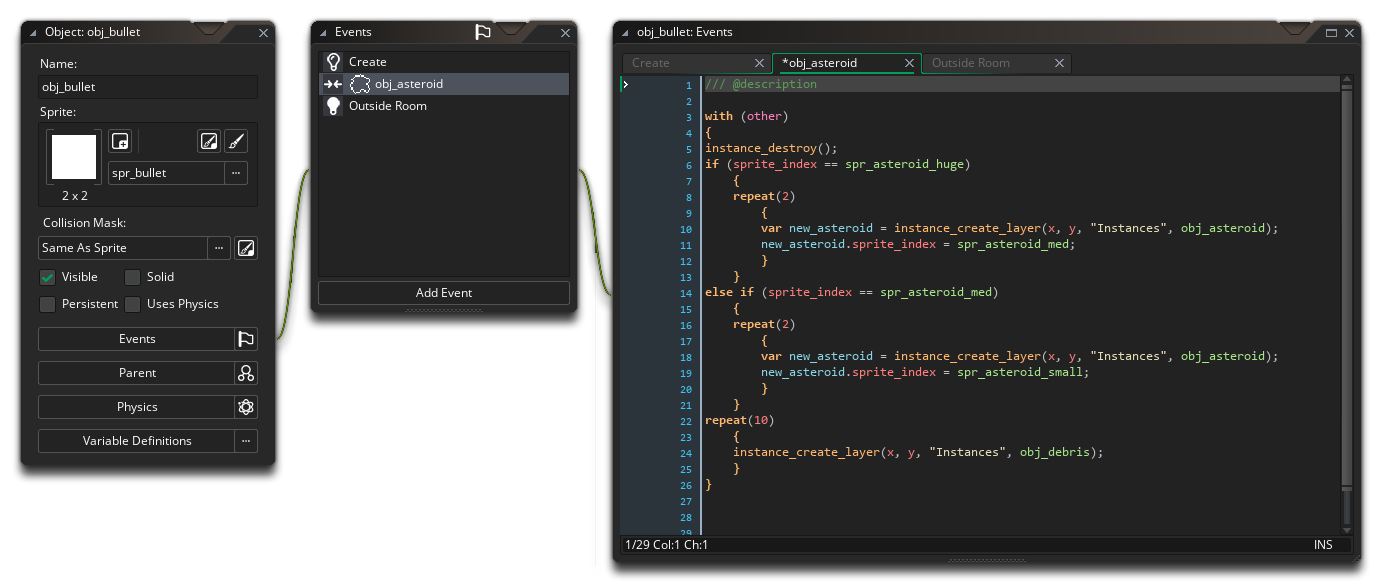 Object: obj_bullet
Name:
obj_bullet
Sprite:
spr_bullet
...
2 x 2
Collision Mask:
Same As Sprite
...
Visible
Solid
Persistent
Uses Physics
Events
Parent
Physics
Variable Definitions
...
Events
Create
obj_asteroid
Outside Room
Add Event
obj_bullet: Events
Create
*obj_asteroid
Outside Room
1 /// @description
2
3 with (other)
4 {
5 instance_destroy();
6 if (sprite_index == spr_asteroid_huge)
7 {
8 repeat(2)
9 {
10 var new_asteroid = instance_create_layer(x, y, "Instances", obj_asteroid);
11 new_asteroid.sprite_index = spr_asteroid_med;
12 }
13 }
14 else if (sprite_index == spr_asteroid_med)
15 {
16 repeat(2)
17 {
18 var new_asteroid = instance_create_layer(x, y, "Instances", obj_asteroid);
19 new_asteroid.sprite_index = spr_asteroid_small;
20 }
21 }
22 repeat(10)
23 {
24 instance_create_layer(x, y, "Instances", obj_debris);
25 }
26 }
27
28
29
1/29 Col:1 Ch:1
INS